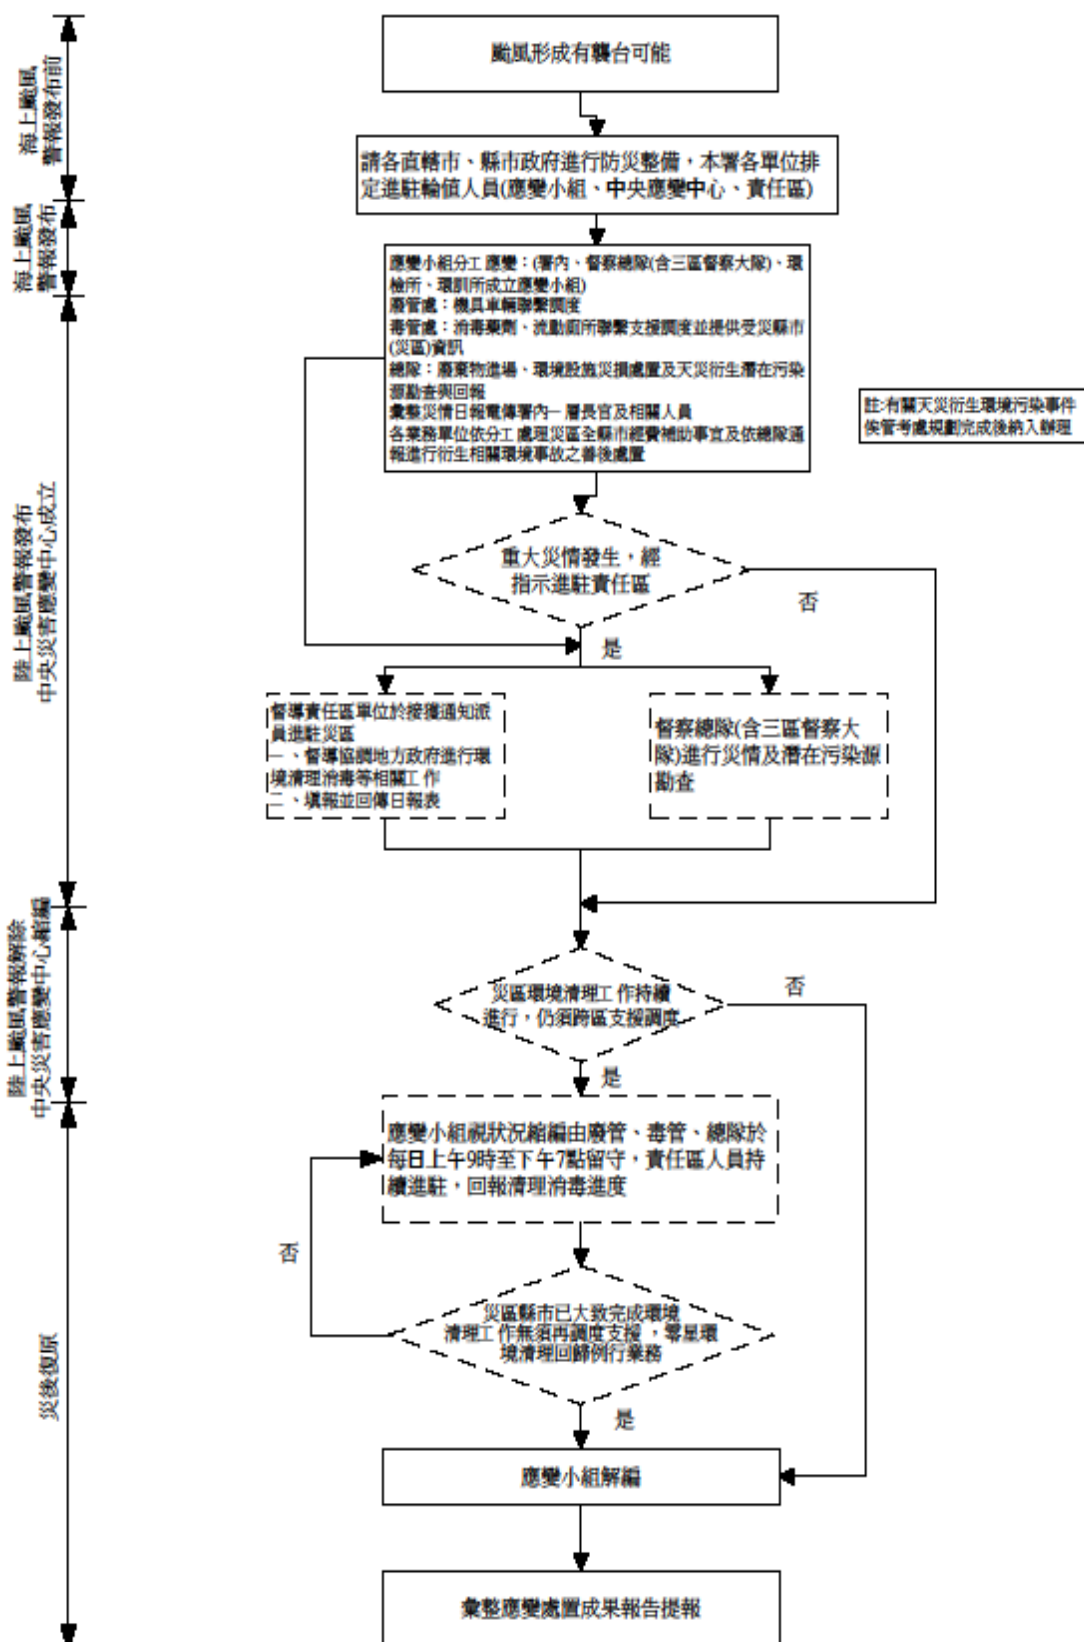 海上颱風
警報發布前
海上颱風
警報發布
陸上颱風警報發布
中央災害應變中心成立
陸上颱風警報解除
中央災害應變中心縮編
災後復原
颱風形成有襲台可能
請各直轄市、縣市政府進行防災整備，本署各單位排
定進駐輪值人員(應變小組、中央應變中心、責任區)
應變小組分工應變：(署內、督察總隊(含三區督察大隊)、環
檢所、環訓所成立應變小組)
廢管處：機具車輛聯繫調度
毒管處：消毒藥劑、流動廁所聯繫支援調度並提供受災縣市
(災區)資訊
總隊：廢棄物進場、環境設施災損處置及天災衍生潛在污染
源勘查與回報
彙整災情日報電傳署內一層長官及相關人員
各業務單位依分工處理災區全縣市經費補助事宜及依總隊通
報進行衍生相關環境事故之善後處置
註:有關天災衍生環境污染事件
俟管考處規劃完成後納入辦理
重大災情發生，經
指示進駐責任區
否
是
督導責任區單位於接獲通知派
員進駐災區
一、督導協調地方政府進行環
境清理消毒等相關工作
二、填報並回傳日報表
督察總隊(含三區督察大
隊)進行災情及潛在污染源
勘查
災區環境清理工作持續
進行，仍須跨區支援調度
否
是
應變小組視狀況縮編由廢管、毒管、總隊於
每日上午9時至下午7點留守，責任區人員持
續進駐，回報清理消毒進度
否
災區縣市已大致完成環境
清理工作無須再調度支援，零星環
境清理回歸例行業務
是
應變小組解編
彙整應變處置成果報告提報